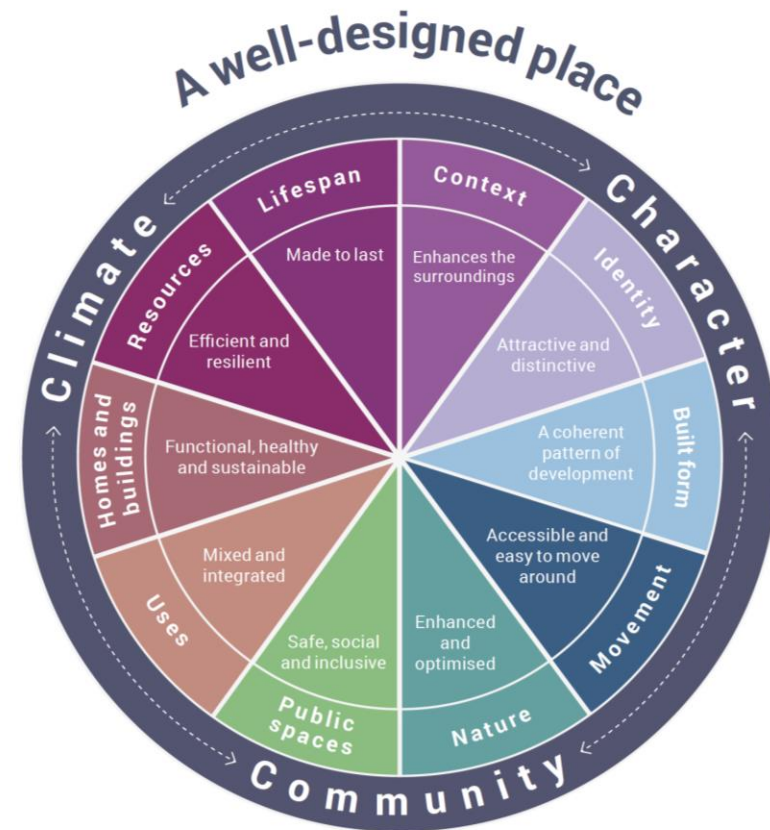 A well-designed place
Climate
Character
Community
Context
Enhances the
surroundings
Identity
Attractive and
distinctive
Built form
A coherent
pattern of
development
Movement
Accessible and
easy to move
around
Nature
Enhanced
and
optimised
Public
spaces
Safe, social
and inclusive
Uses
Mixed and
integrated
Homes and
buildings
Functional, healthy
and sustainable
Resources
Efficient and
resilient
Lifespan
Made to last